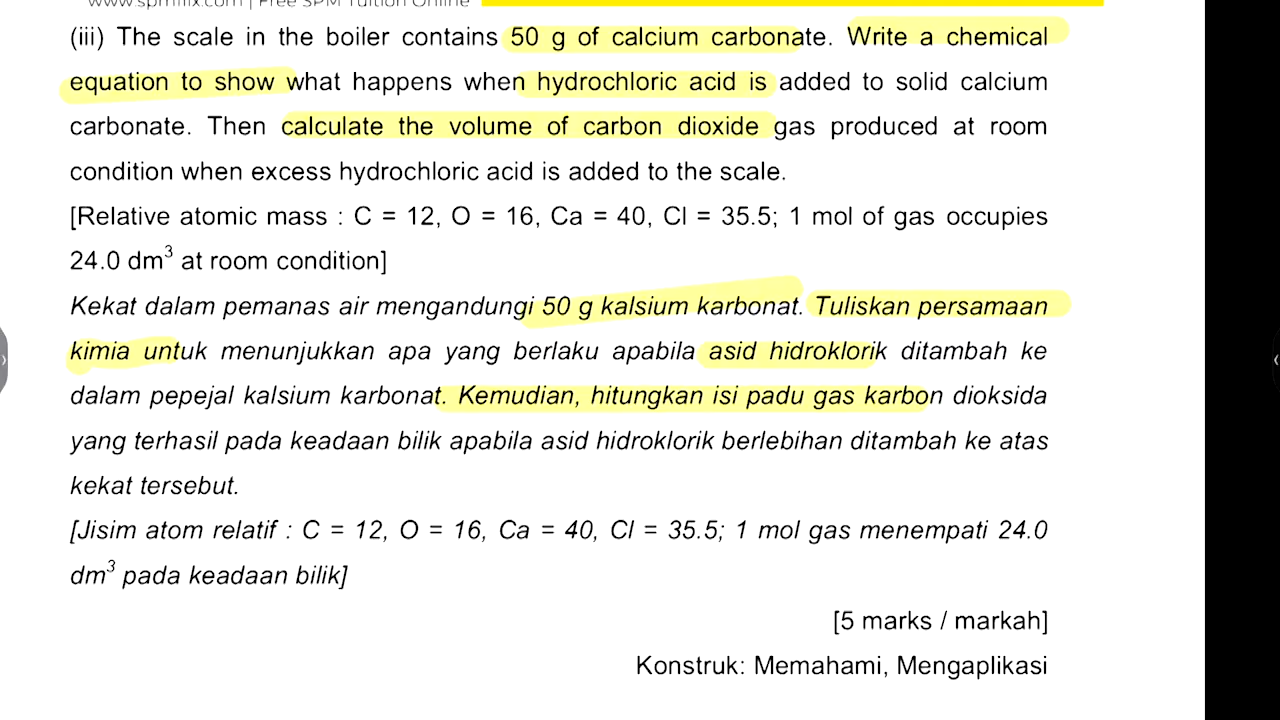 www.spmflix.com | Free SPM Tuition Online
(iii) The scale in the boiler contains 50 g of calcium carbonate. Write a chemical
equation to show what happens when hydrochloric acid is added to solid calcium
carbonate. Then calculate the volume of carbon dioxide gas produced at room
condition when excess hydrochloric acid is added to the scale.
[Relative atomic mass : C = 12, O = 16, Ca = 40, Cl = 35.5; 1 mol of gas occupies
24.0 dm³ at room condition]
Kekat dalam pemanas air mengandungi 50 g kalsium karbonat. Tuliskan persamaan
kimia untuk menunjukkan apa yang berlaku apabila asid hidroklorik ditambah ke
dalam pepejal kalsium karbonat. Kemudian, hitungkan isi padu gas karbon dioksida
yang terhasil pada keadaan bilik apabila asid hidroklorik berlebihan ditambah ke atas
kekat tersebut.
[Jisim atom relatif : C = 12, O = 16, Ca = 40, Cl = 35.5; 1 mol gas menempati 24.0
dm³ pada keadaan bilik]
[5 marks / markah]
Konstruk: Memahami, Mengaplikasi